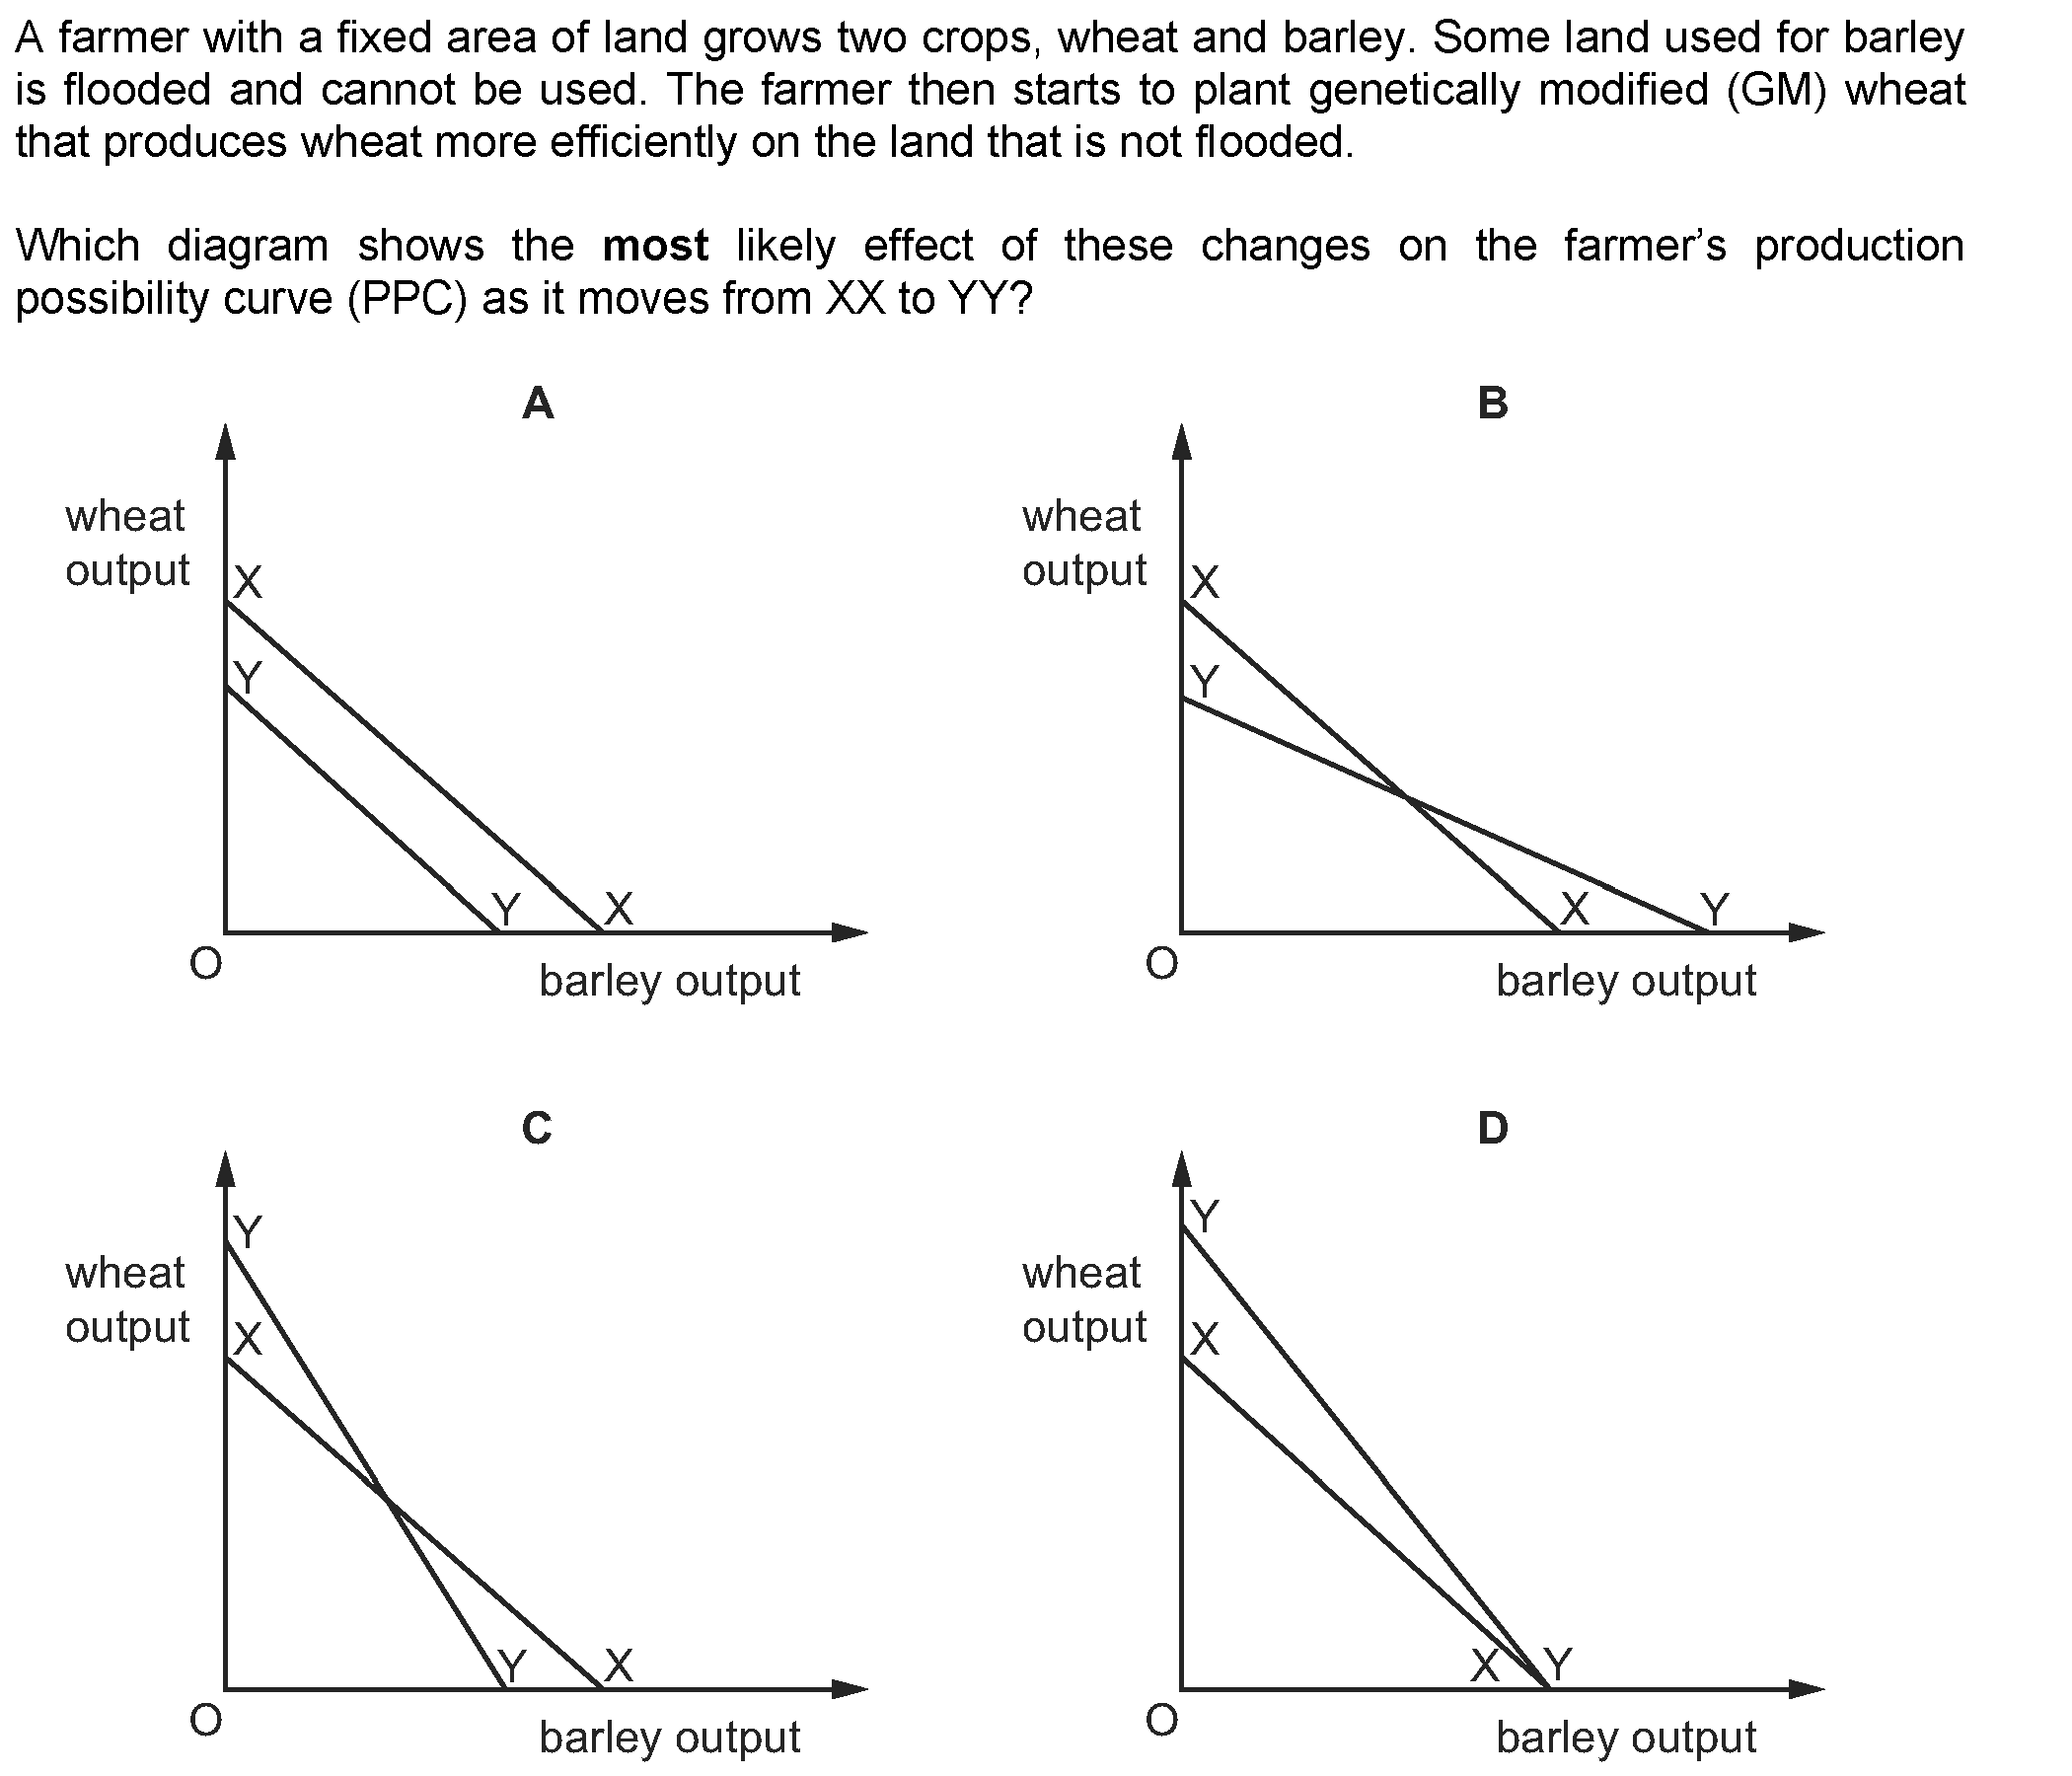 A farmer with a fixed area of land grows two crops, wheat and barley. Some land used for barley
is flooded and cannot be used. The farmer then starts to plant genetically modified (GM) wheat
that produces wheat more efficiently on the land that is not flooded.
Which diagram shows the most likely effect of these changes on the farmer’s production
possibility curve (PPC) as it moves from XX to YY?
A
wheat
output
X
Y
Y
X
O
barley output
B
wheat
output
X
Y
X
Y
O
barley output
C
Y
wheat
output
X
Y
X
O
barley output
D
Y
wheat
output
X
X
Y
O
barley output